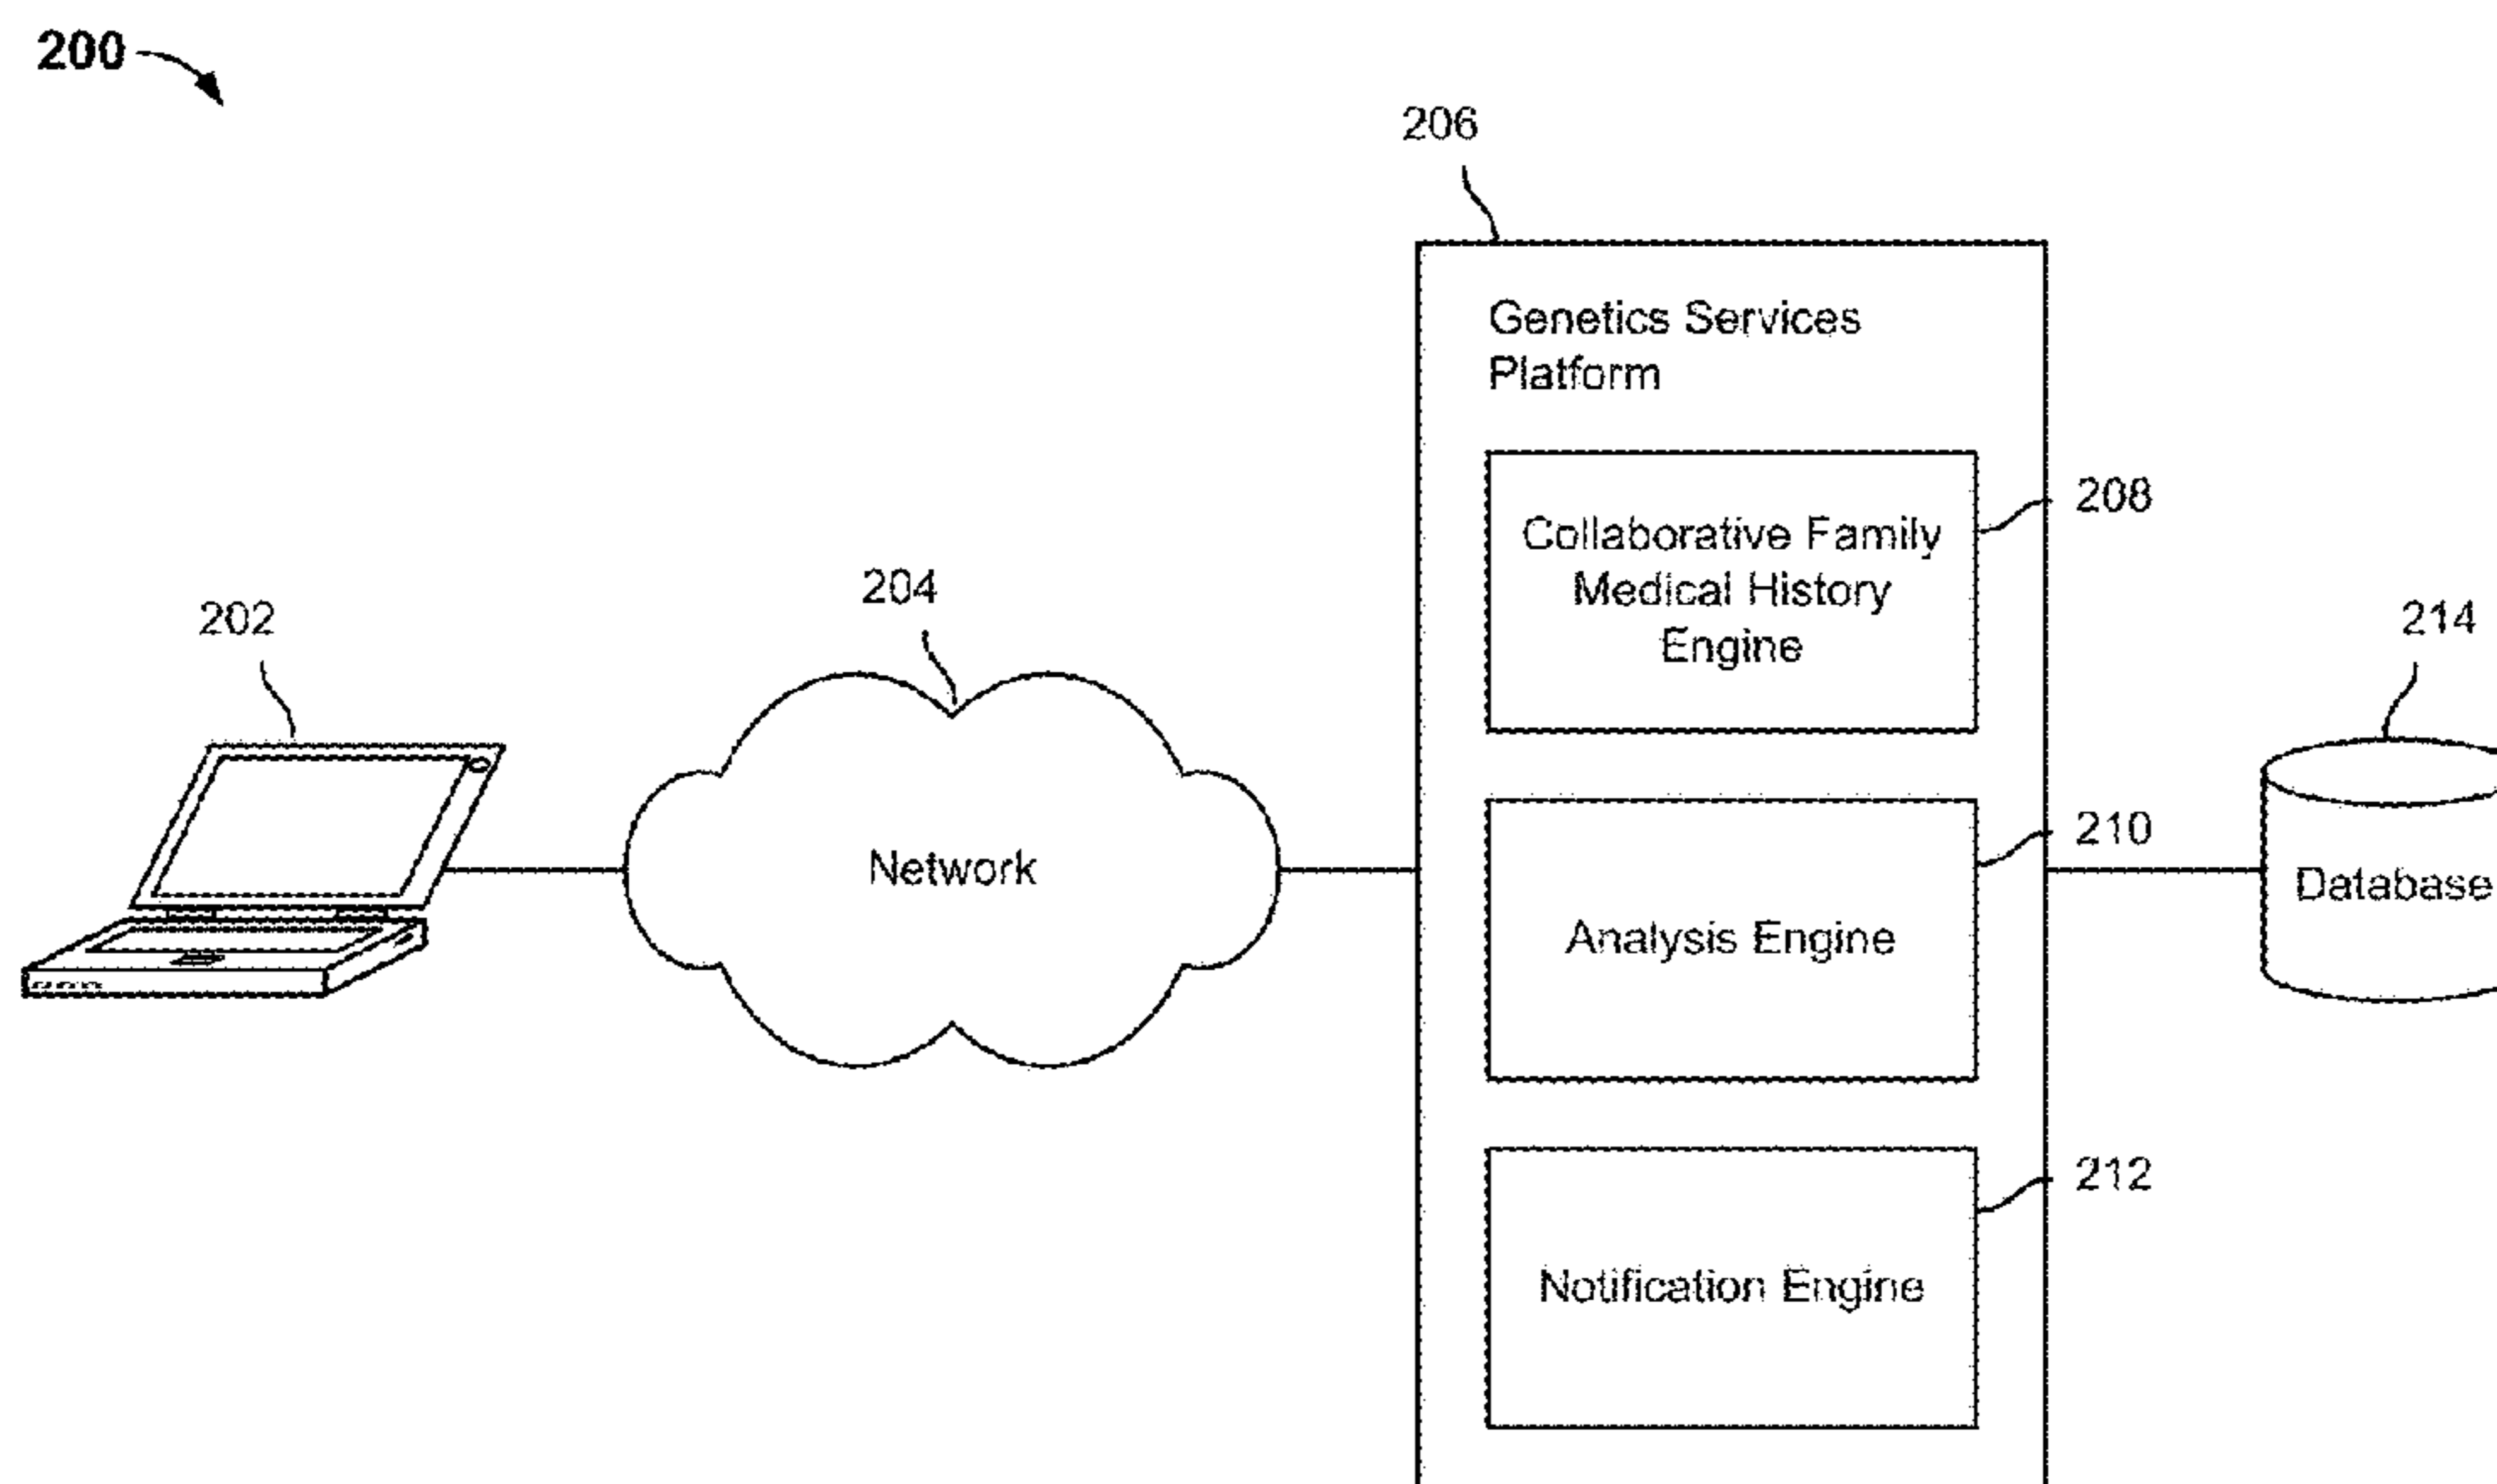 200
206
Genetics Services
Platform
208
Collaborative Family
Medical History
Engine
204
202
214
210
Network
Database
Analysis Engine
212
Notification Engine